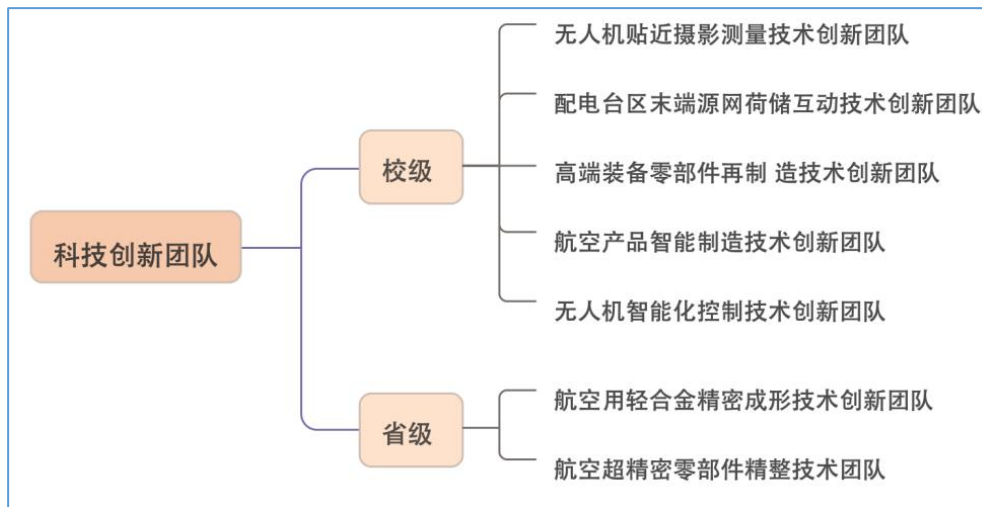 科技创新团队
校级
无人机贴近摄影测量技术创新团队
配电台区末端源网荷储互动技术创新团队
高端装备零部件再制 造技术创新团队
航空产品智能制造技术创新团队
无人机智能化控制技术创新团队
省级
航空用轻合金精密成形技术创新团队
航空超精密零部件精整技术团队